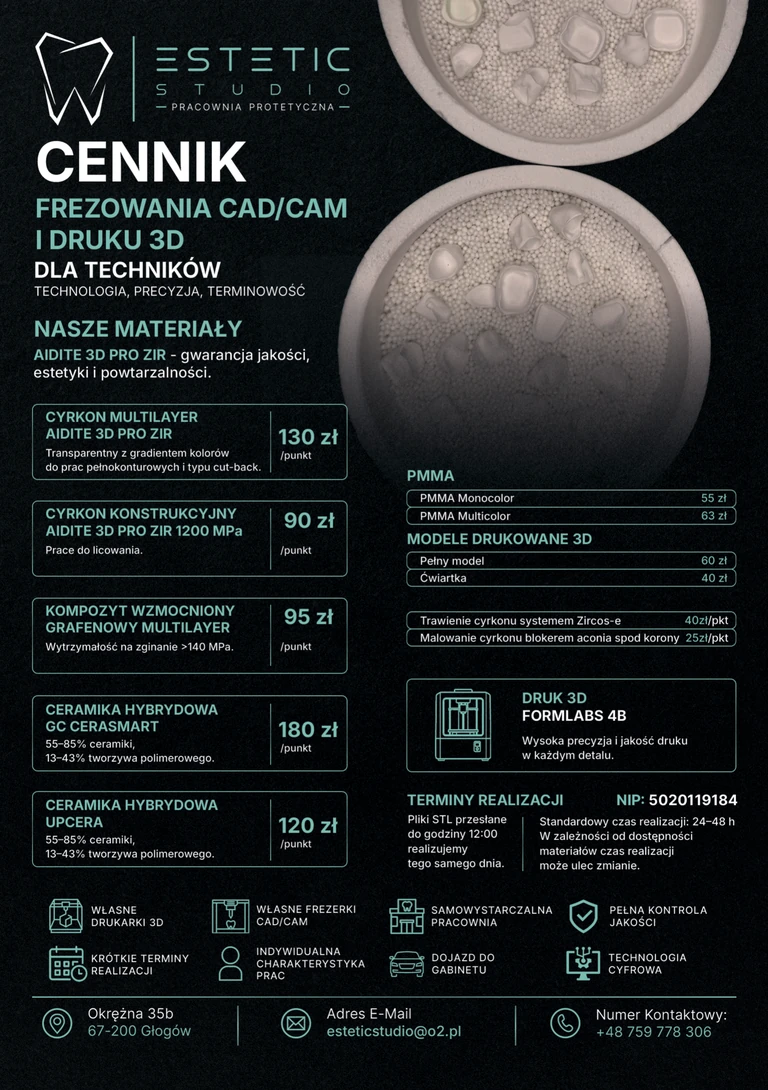 ESTETIC
STUDIO
PRACOWNIA PROTETYCZNA
CENNIK
FREZOWANIA CAD/CAM
I DRUKU 3D
DLA TECHNIKÓW
TECHNOLOGIA, PRECYZJA, TERMINOWOŚĆ
NASZE MATERIAŁY
AIDITE 3D PRO ZIR - gwarancja jakości,
estetyki i powtarzalności.
CYRKON MULTILAYER
AIDITE 3D PRO ZIR
Transparentny z gradientem kolorów
do prac pełnokonturowych i typu cut-back.
130 zł
/punkt
CYRKON KONSTRUKCYJNY
AIDITE 3D PRO ZIR 1200 MPa
Prace do licowania.
90 zł
/punkt
KOMPOZYT WZMOCNIONY
GRAFENOWY MULTILAYER
Wytrzymałość na zginanie >140 MPa.
95 zł
/punkt
CERAMIKA HYBRYDOWA
GC CERASMART
55–85% ceramiki,
13–43% tworzywa polimerowego.
180 zł
/punkt
CERAMIKA HYBRYDOWA
UPCERA
55–85% ceramiki,
13–43% tworzywa polimerowego.
120 zł
/punkt
PMMA
PMMA Monocolor 55 zł
PMMA Multicolor 63 zł
MODELE DRUKOWANE 3D
Pełny model 60 zł
Ćwiartka 40 zł
Trawienie cyrkonu systemem Zircos-e 40zł/pkt
Malowanie cyrkonu blokerem aconia spod korony 25zł/pkt
DRUK 3D
FORMLABS 4B
Wysoka precyzja i jakość druku
w każdym detalu.
TERMINY REALIZACJI
NIP: 5020119184
Pliki STL przesłane
do godziny 12:00
realizujemy
tego samego dnia.
Standardowy czas realizacji: 24–48 h
W zależności od dostępności
materiałów czas realizacji
może ulec zmianie.
WŁASNE
DRUKARKI 3D
WŁASNE FREZERKI
CAD/CAM
SAMOWYSTARCZALNA
PRACOWNIA
PEŁNA KONTROLA
JAKOŚCI
KRÓTKIE TERMINY
REALIZACJI
INDYWIDUALNA
CHARAKTERYSTYKA
PRAC
DOJAZD DO
GABINETU
TECHNOLOGIA
CYFROWA
Okrężna 35b
67-200 Głogów
Adres E-Mail
esteticstudio@o2.pl
Numer Kontaktowy:
+48 759 778 306